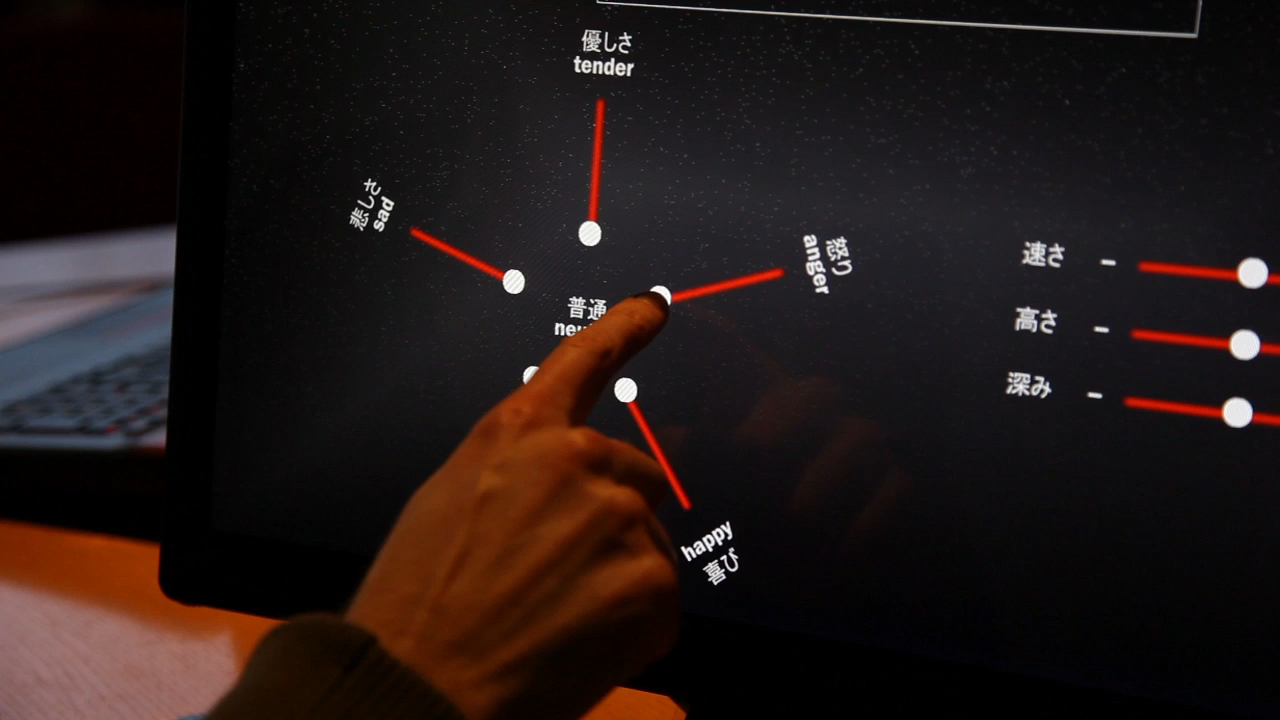 優しさ
tender
悲しさ
sad
怒り
anger
普通
速さ -
高さ -
深み -
happy
喜び